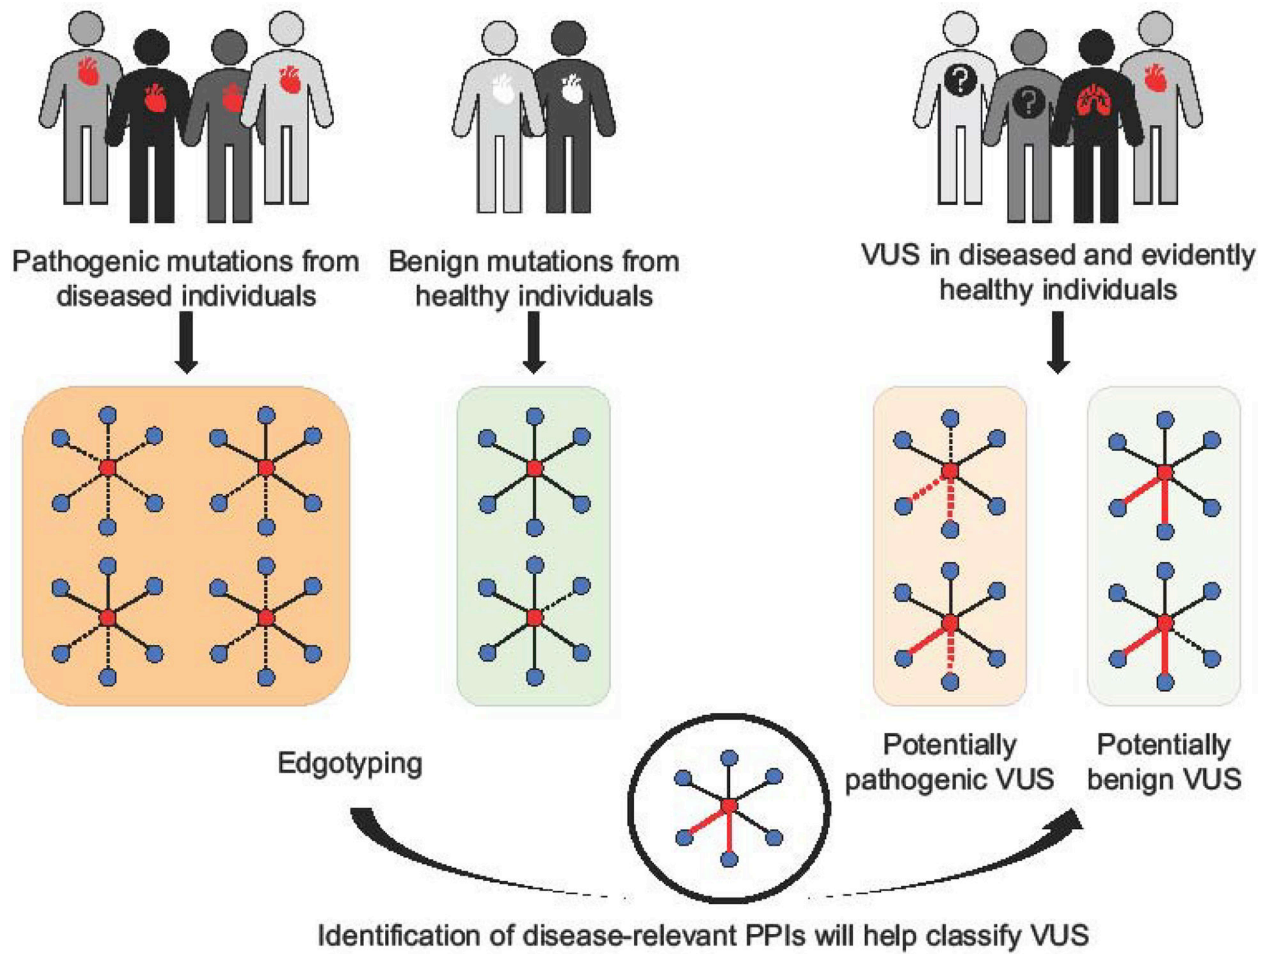 Pathogenic mutations from
diseased individuals
Benign mutations from
healthy individuals
VUS in diseased and evidently
healthy individuals
?
?
Edgotyping
Potentially
pathogenic VUS
Potentially
benign VUS
Identification of disease-relevant PPIs will help classify VUS